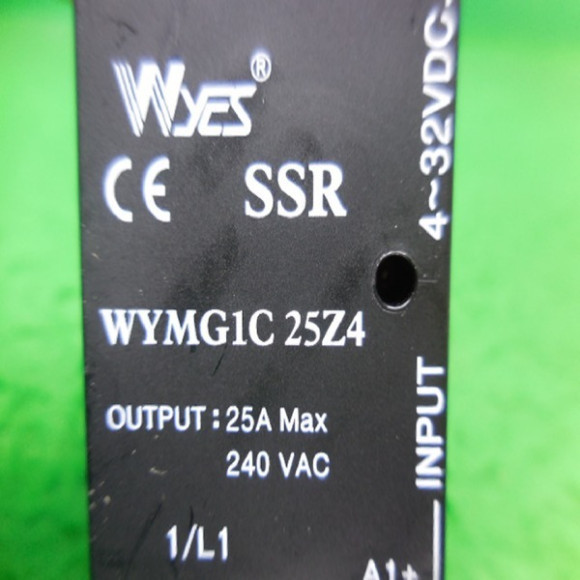 WYES®
CE SSR
WYMG1C 25Z4
OUTPUT : 25A Max
240 VAC
1/L1
A1+
INPUT 4~32VDC